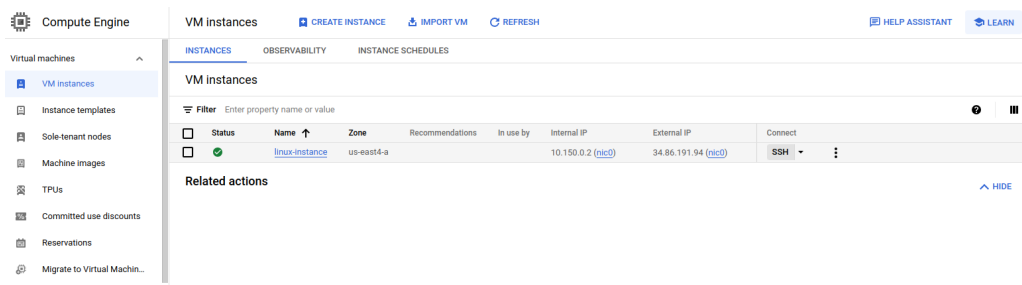 Compute Engine
VM instances
CREATE INSTANCE
IMPORT VM
REFRESH
HELP ASSISTANT
LEARN
INSTANCES
OBSERVABILITY
INSTANCE SCHEDULES
Virtual machines
VM instances
Instance templates
Sole-tenant nodes
Machine images
TPUs
Committed use discounts
Reservations
Migrate to Virtual Machin...
VM instances
Filter Enter property name or value
Status Name Zone Recommendations In use by Internal IP External IP Connect
linux-instance us-east4-a 10.150.0.2 (nic0) 34.86.191.94 (nic0) SSH
Related actions
HIDE